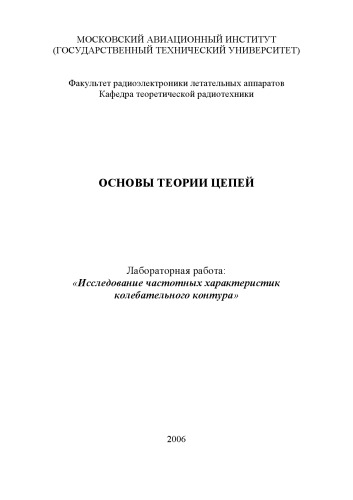 МОСКОВСКИЙ АВИАЦИОННЫЙ ИНСТИТУТ
(ГОСУДАРСТВЕННЫЙ ТЕХНИЧЕСКИЙ УНИВЕРСИТЕТ)
Факультет радиоэлектроники летательных аппаратов
Кафедра теоретической радиотехники
ОСНОВЫ ТЕОРИИ ЦЕПЕЙ
Лабораторная работа:
«Исследование частотных характеристик
колебательного контура»
2006